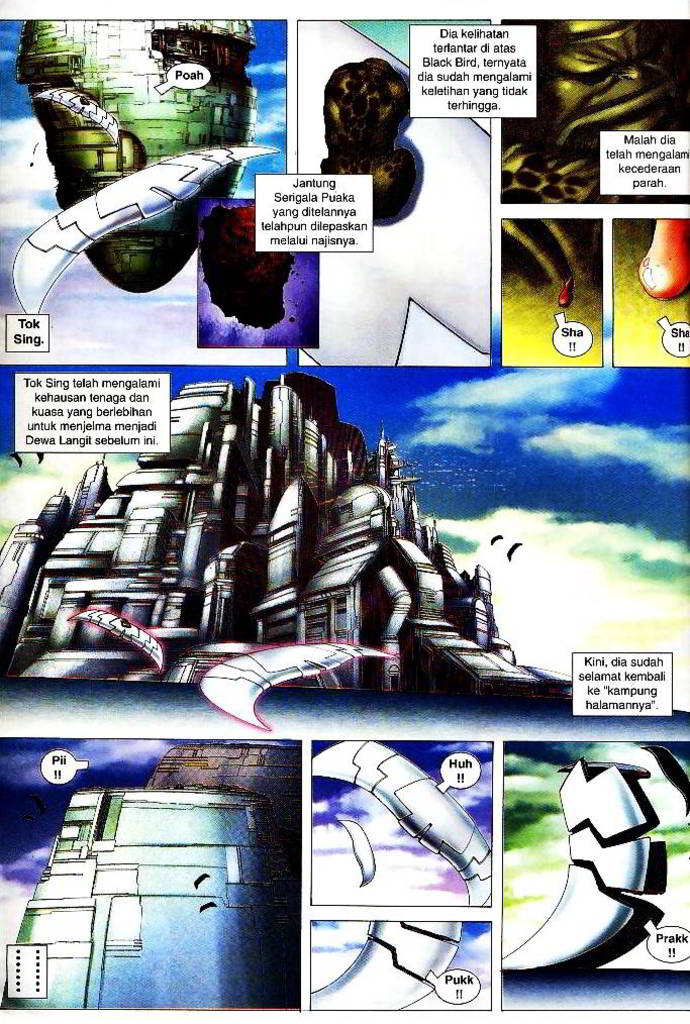 Poah
Tok
Sing.
Jantung
Serigala Puaka
yang ditelannya
telahpun dilepaskan
melalui najisnya.
Dia kelihatan
terlantar di atas
Black Bird, ternyata
dia sudah mengalami
keletihan yang tidak
terhingga.
Malah dia
telah mengalami
kecederaan
parah.
Sha
!!
Sha
!!
Tok Sing telah mengalami
kehausan tenaga dan
kuasa yang berlebihan
untuk menjelma menjadi
Dewa Langit sebelum ini.
Kini, dia sudah
selamat kembali
ke "kampung
halamannya".
Pii
!!
Huh
!!
Pukk
!!
Prakk
!!